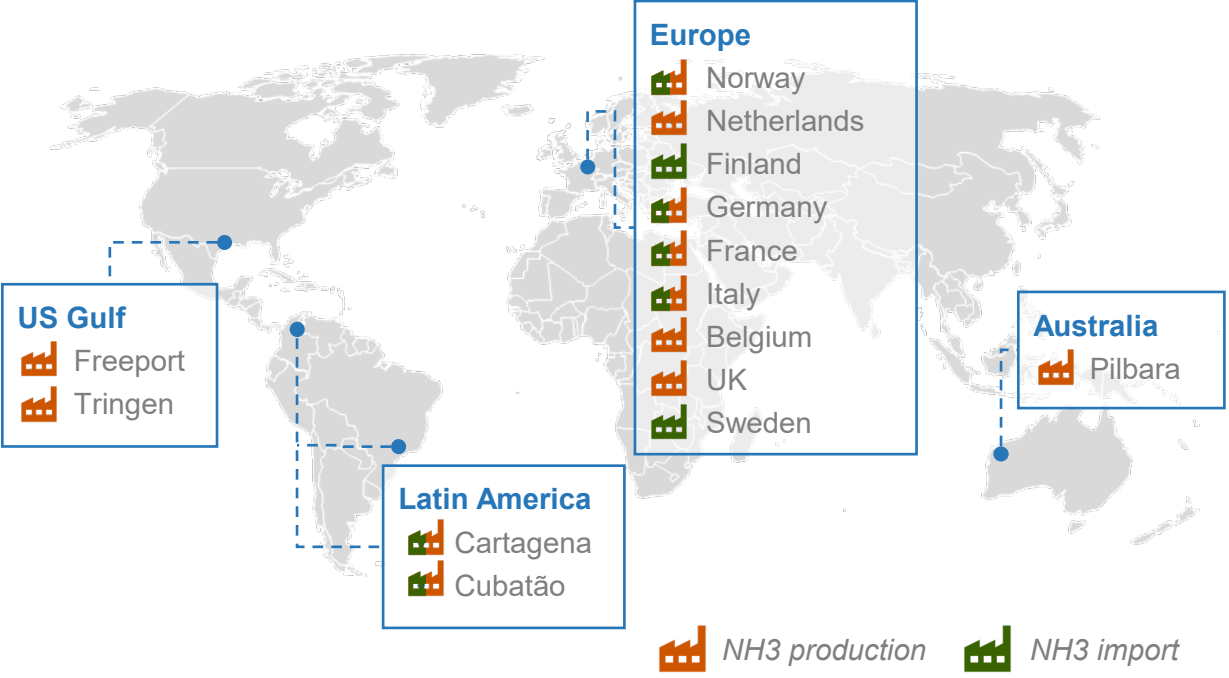 Europe
Norway
Netherlands
Finland
Germany
France
Italy
Belgium
UK
Sweden
US Gulf
Freeport
Tringen
Australia
Pilbara
Latin America
Cartagena
Cubatão
NH3 production
NH3 import